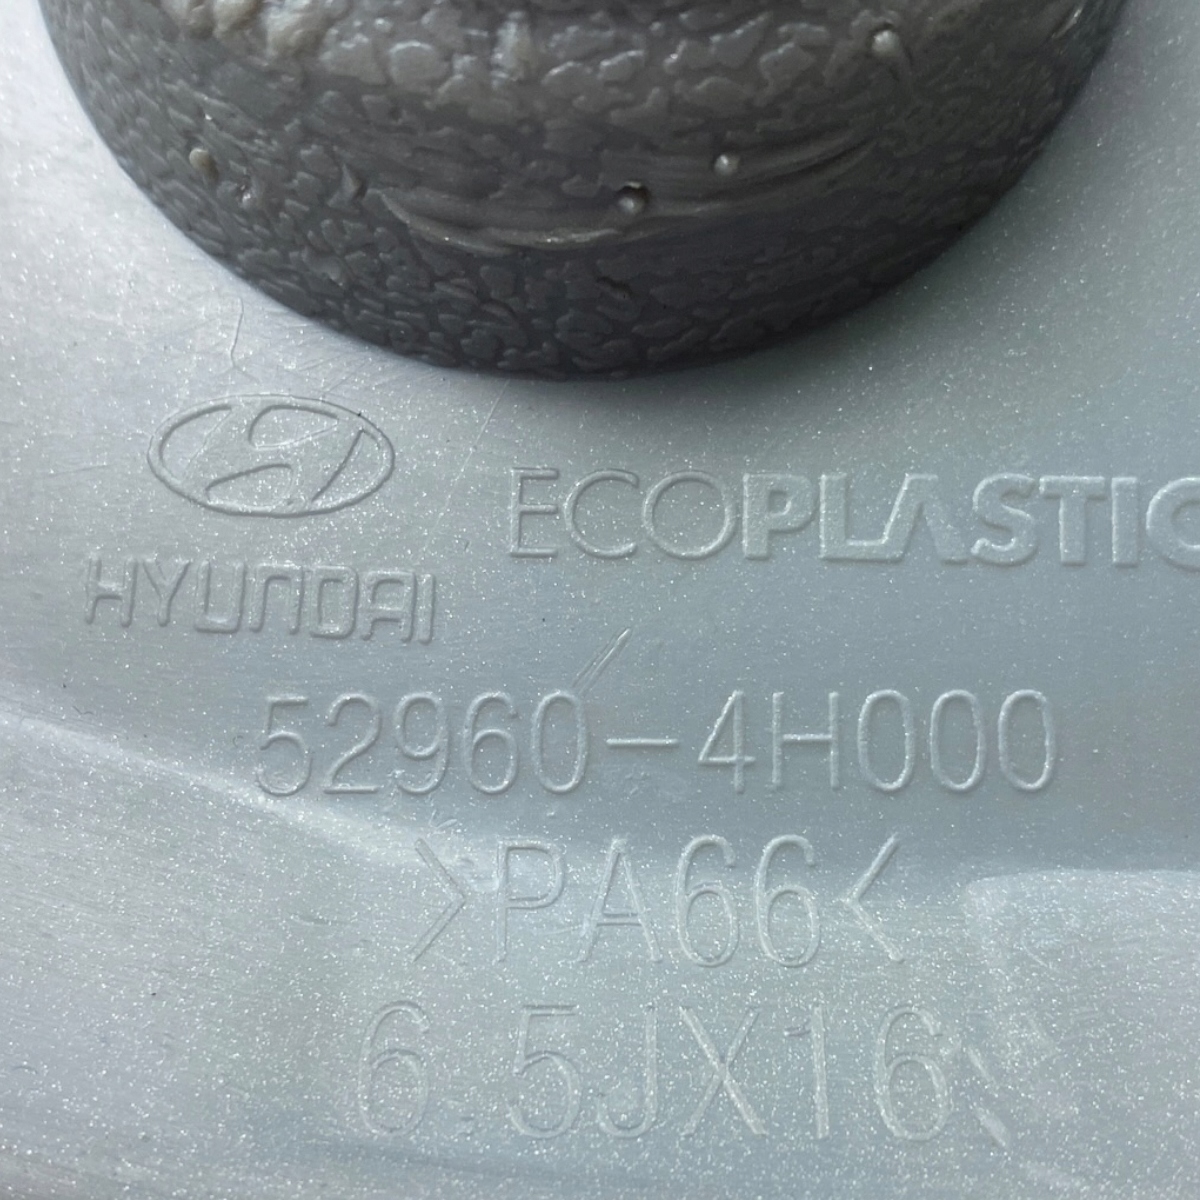 ECOPLASTIC
HYUNDAI
52960-4H000
>PA66<
6.5JX16